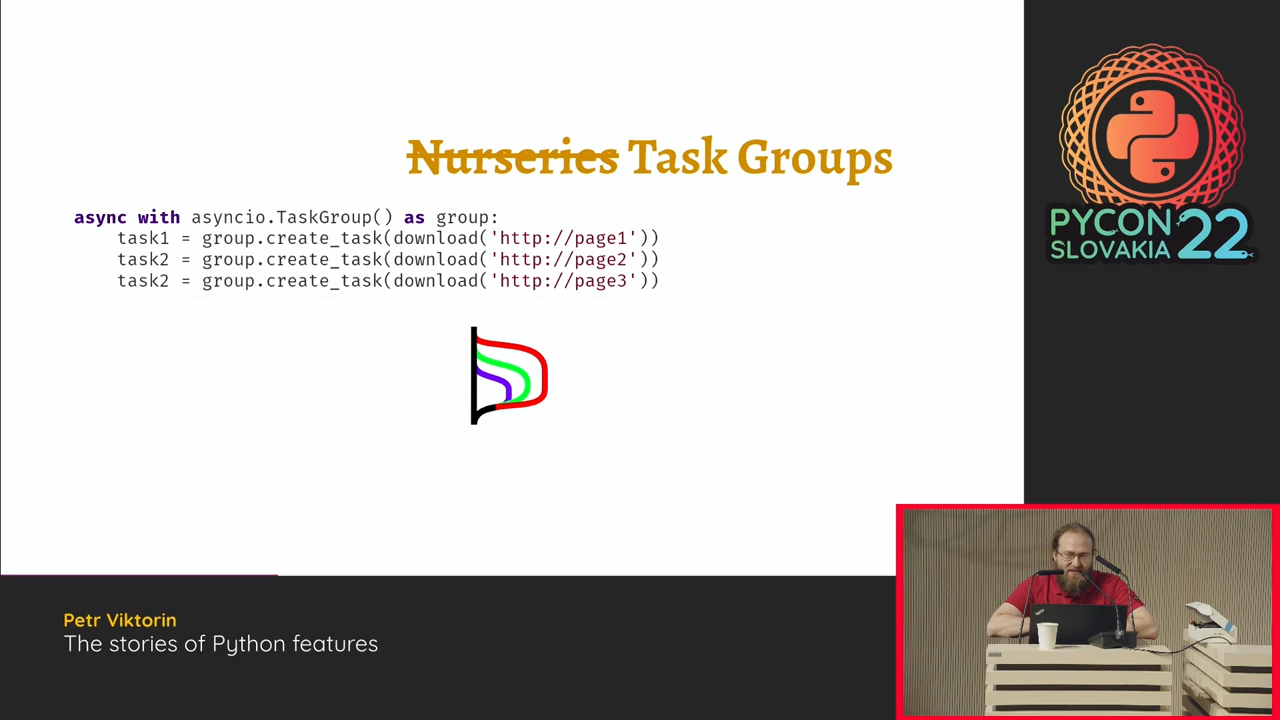 Nurseries Task Groups
async with asyncio.TaskGroup() as group:
    task1 = group.create_task(download('http://page1'))
    task2 = group.create_task(download('http://page2'))
    task2 = group.create_task(download('http://page3'))
PYCON
SLOVAKIA 22
Petr Viktorin
The stories of Python features